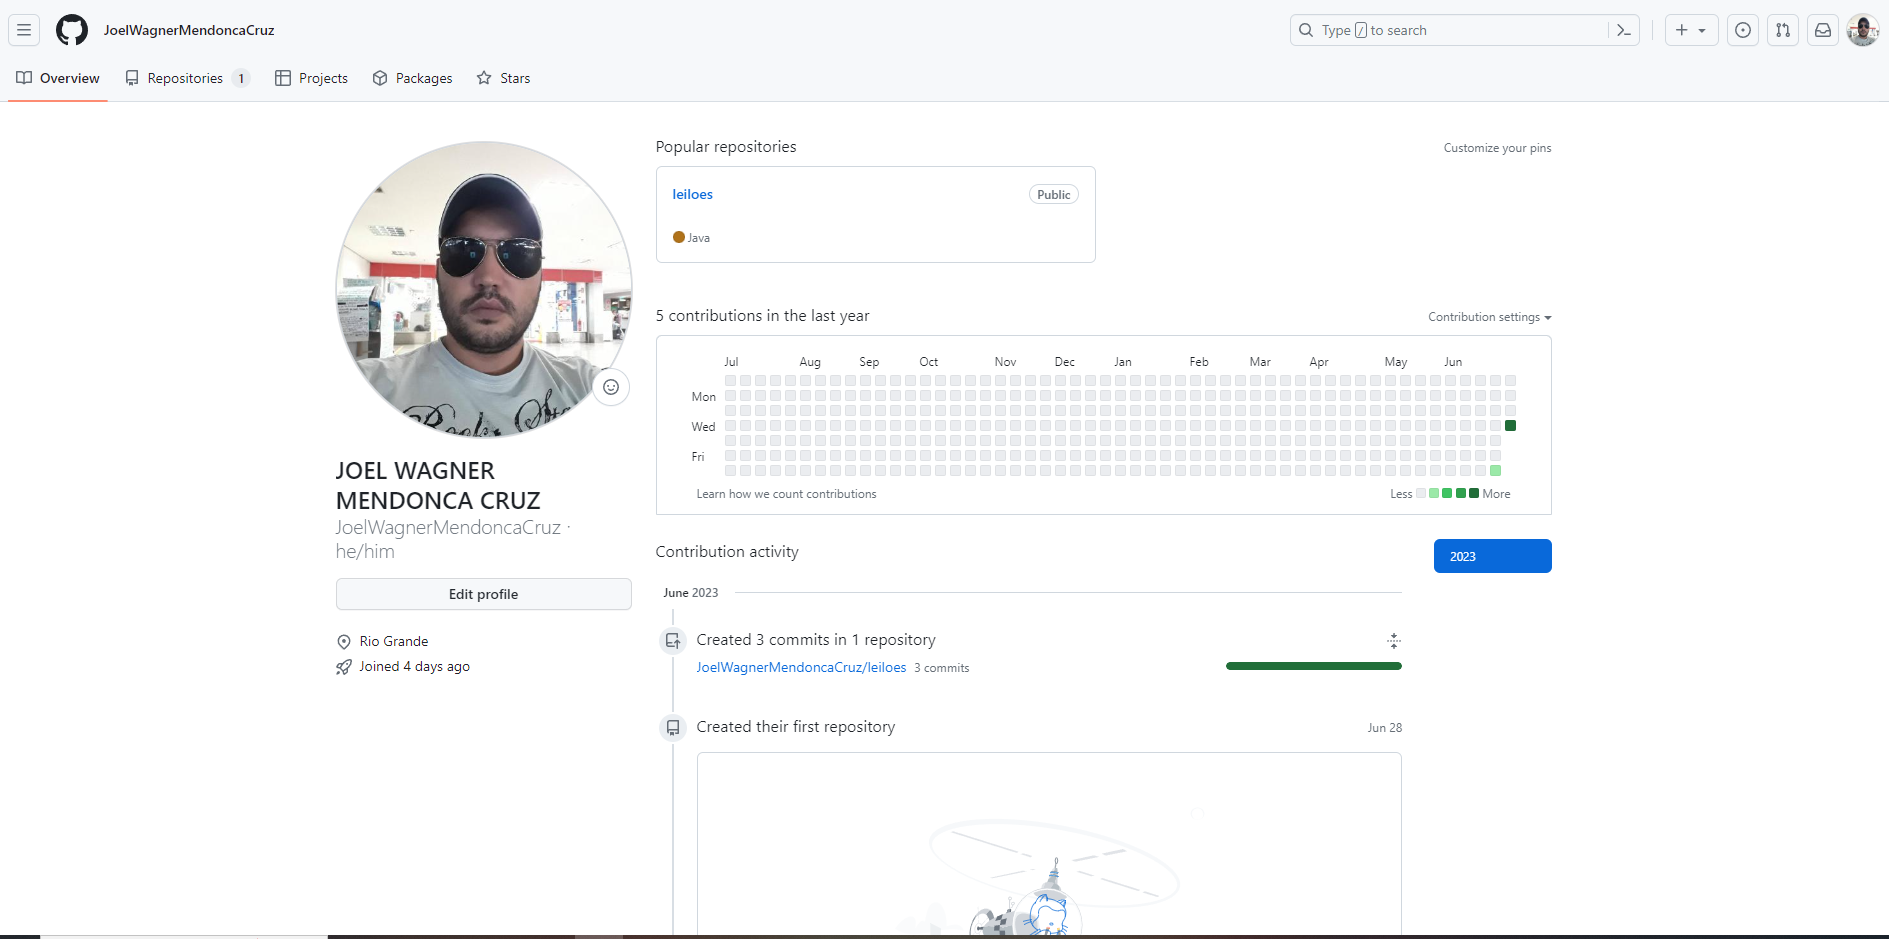 JoelWagnerMendoncaCruz
Type / to search
Overview
Repositories 1
Projects
Packages
Stars
JOEL WAGNER
MENDONCA CRUZ
JoelWagnerMendoncaCruz ·
he/him
Edit profile
Rio Grande
Joined 4 days ago
Popular repositories
Customize your pins
leiloes
Public
Java
5 contributions in the last year
Contribution settings
Jul Aug Sep Oct Nov Dec Jan Feb Mar Apr May Jun
Mon
Wed
Fri
Learn how we count contributions
Less More
Contribution activity
2023
June 2023
Created 3 commits in 1 repository
JoelWagnerMendoncaCruz/leiloes 3 commits
Created their first repository
Jun 28